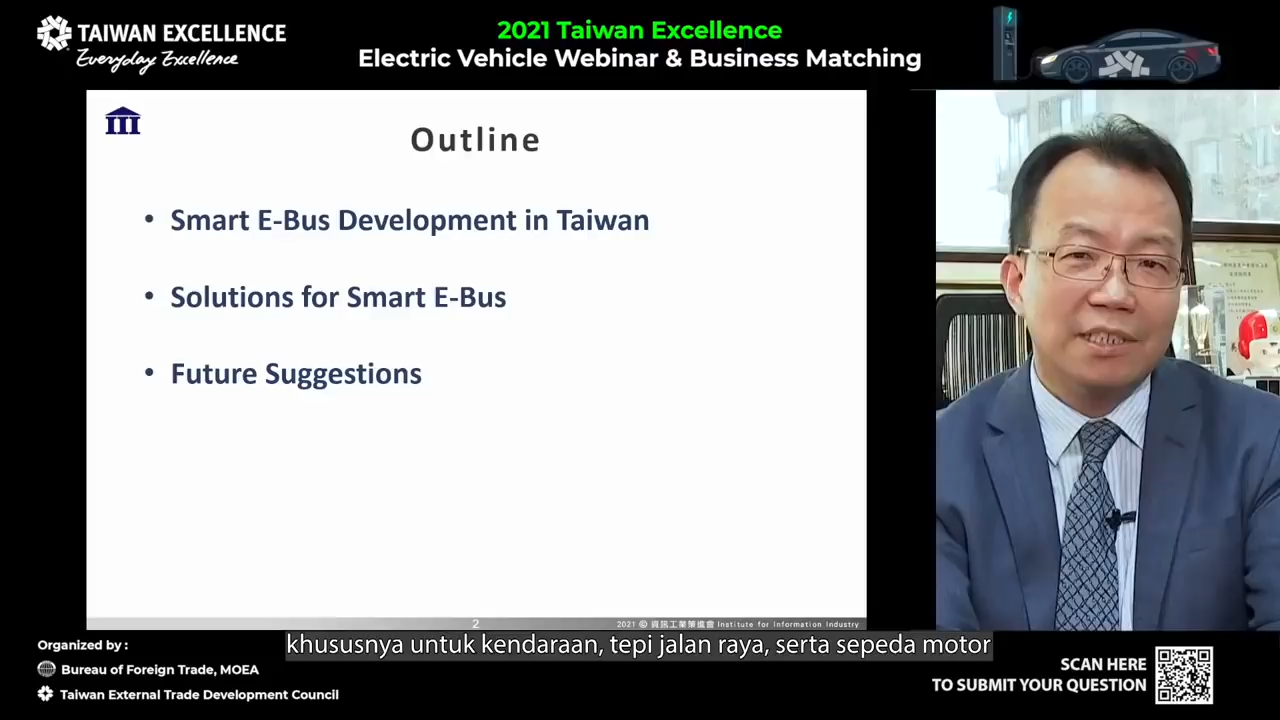 TAIWAN EXCELLENCE
Everyday Excellence
2021 Taiwan Excellence
Electric Vehicle Webinar & Business Matching
Outline
• Smart E-Bus Development in Taiwan
• Solutions for Smart E-Bus
• Future Suggestions
2
2021 © 資訊工業策進會 Institute for Information Industry
khususnya untuk kendaraan, tepi jalan raya, serta sepeda motor
Organized by :
Bureau of Foreign Trade, MOEA
Taiwan External Trade Development Council
SCAN HERE
TO SUBMIT YOUR QUESTION